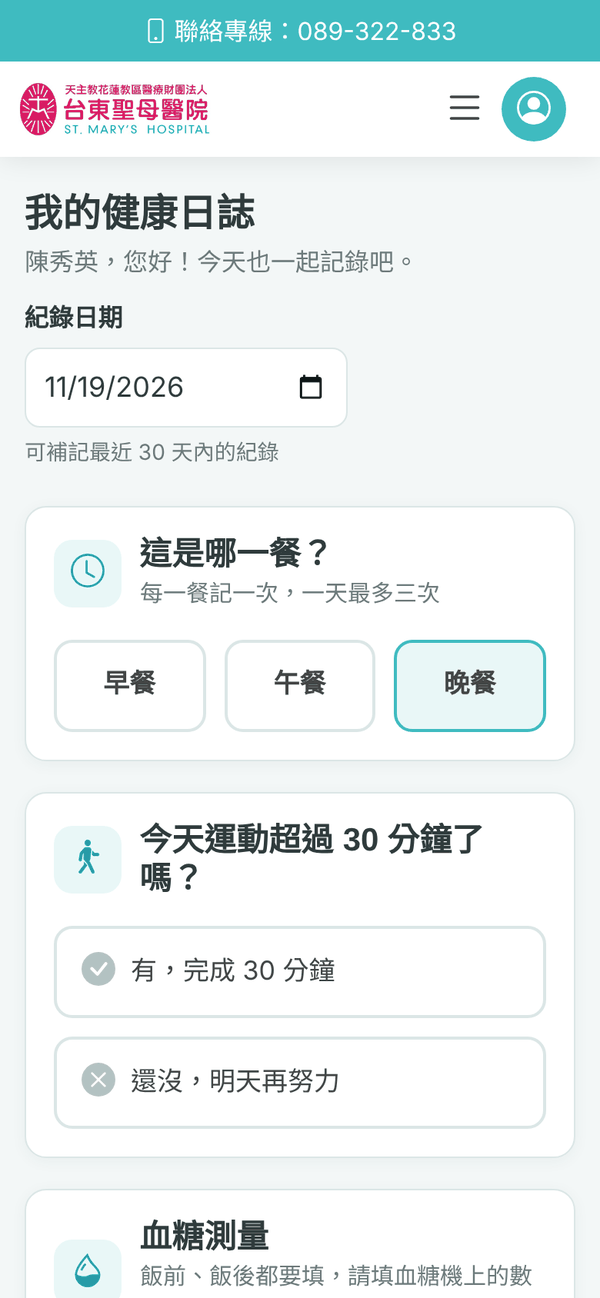 聯絡專線：089-322-833
天主教花蓮教區醫療財團法人
台東聖母醫院
ST. MARY'S HOSPITAL
我的健康日誌
陳秀英，您好！今天也一起記錄吧。
紀錄日期
11/19/2026
可補記最近 30 天內的紀錄
這是哪一餐？
每一餐記一次，一天最多三次
早餐 午餐 晚餐
今天運動超過 30 分鐘了
嗎？
有，完成 30 分鐘
還沒，明天再努力
血糖測量
飯前、飯後都要填，請填血糖機上的數